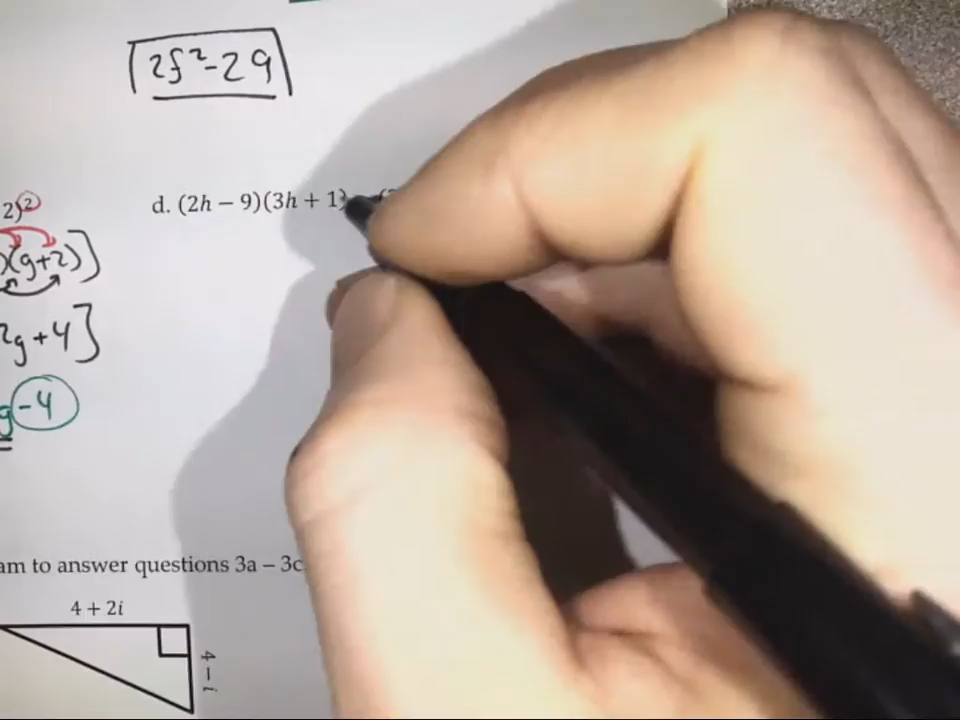 2f²-29
2)²
d. (2h − 9)(3h + 1)
)(g+2)]
2g+4]
g-4
am to answer questions 3a – 3c
4 + 2i
4 − i